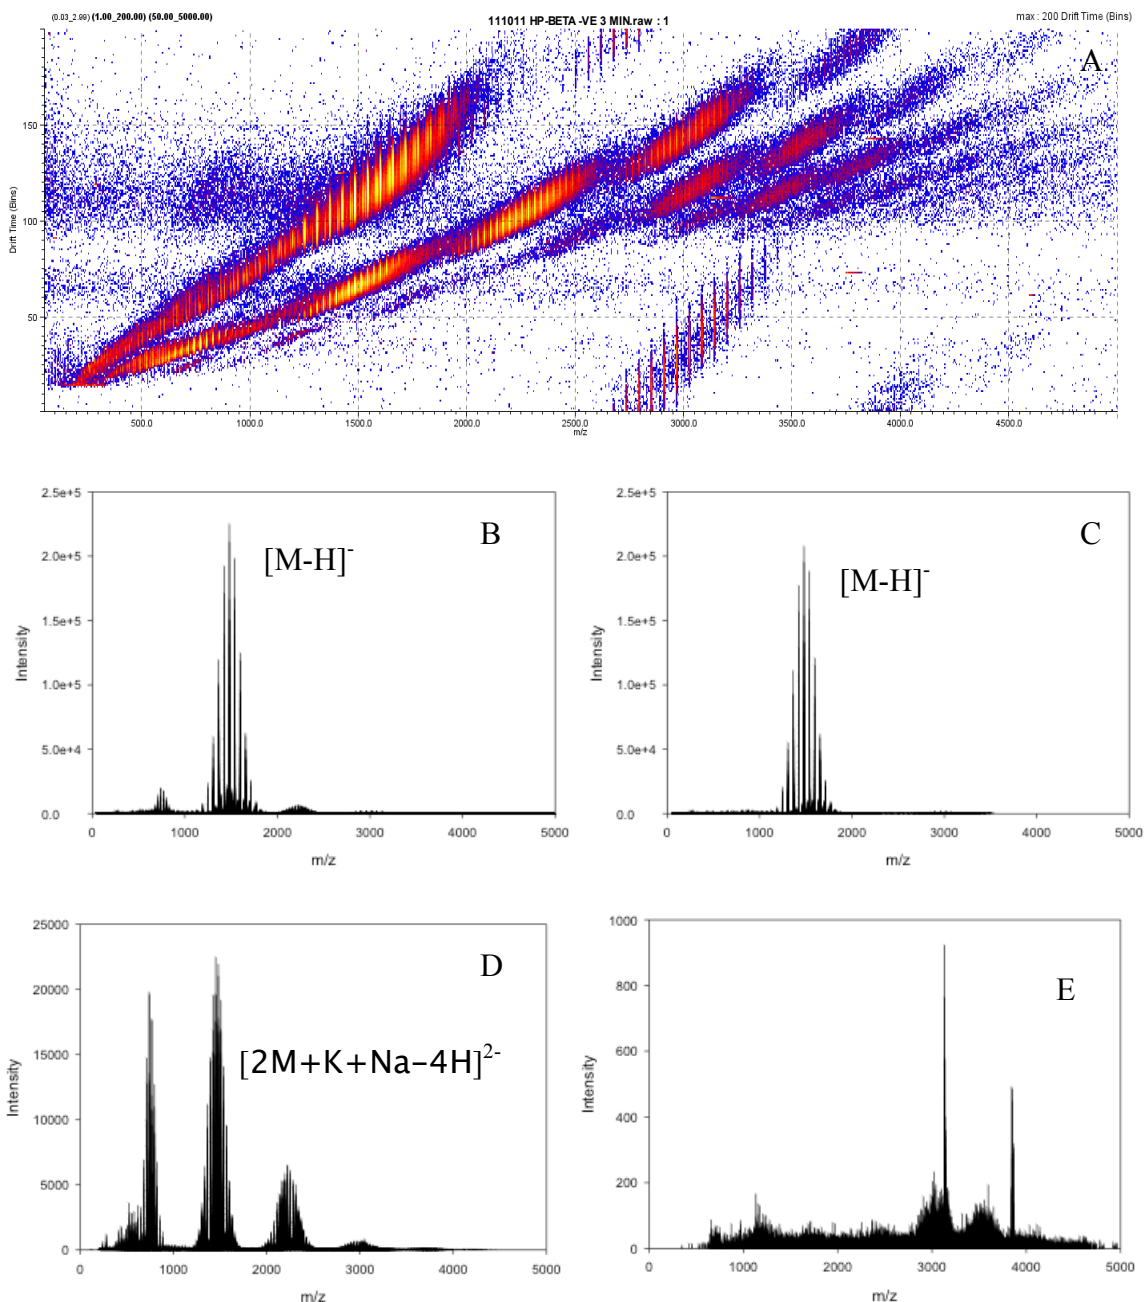 (0.03_2.99) (1.00_200.00) (50.00_5000.00)
111011 HP-BETA -VE 3 MIN.raw : 1
max : 200 Drift Time (Bins)
A
Drift Time (Bins)
150
100
50
500.0 1000.0 1500.0 2000.0 2500.0 3000.0 3500.0 4000.0 4500.0
m/z
B
[M-H]-
Intensity
2.5e+5
2.0e+5
1.5e+5
1.0e+5
5.0e+4
0.0
0 1000 2000 3000 4000 5000
m/z
C
[M-H]-
Intensity
2.5e+5
2.0e+5
1.5e+5
1.0e+5
5.0e+4
0.0
0 1000 2000 3000 4000 5000
m/z
D
[2M+K+Na-4H]2-
Intensity
25000
20000
15000
10000
5000
0
0 1000 2000 3000 4000 5000
m/z
E
Intensity
1000
800
600
400
200
0
0 1000 2000 3000 4000 5000
m/z